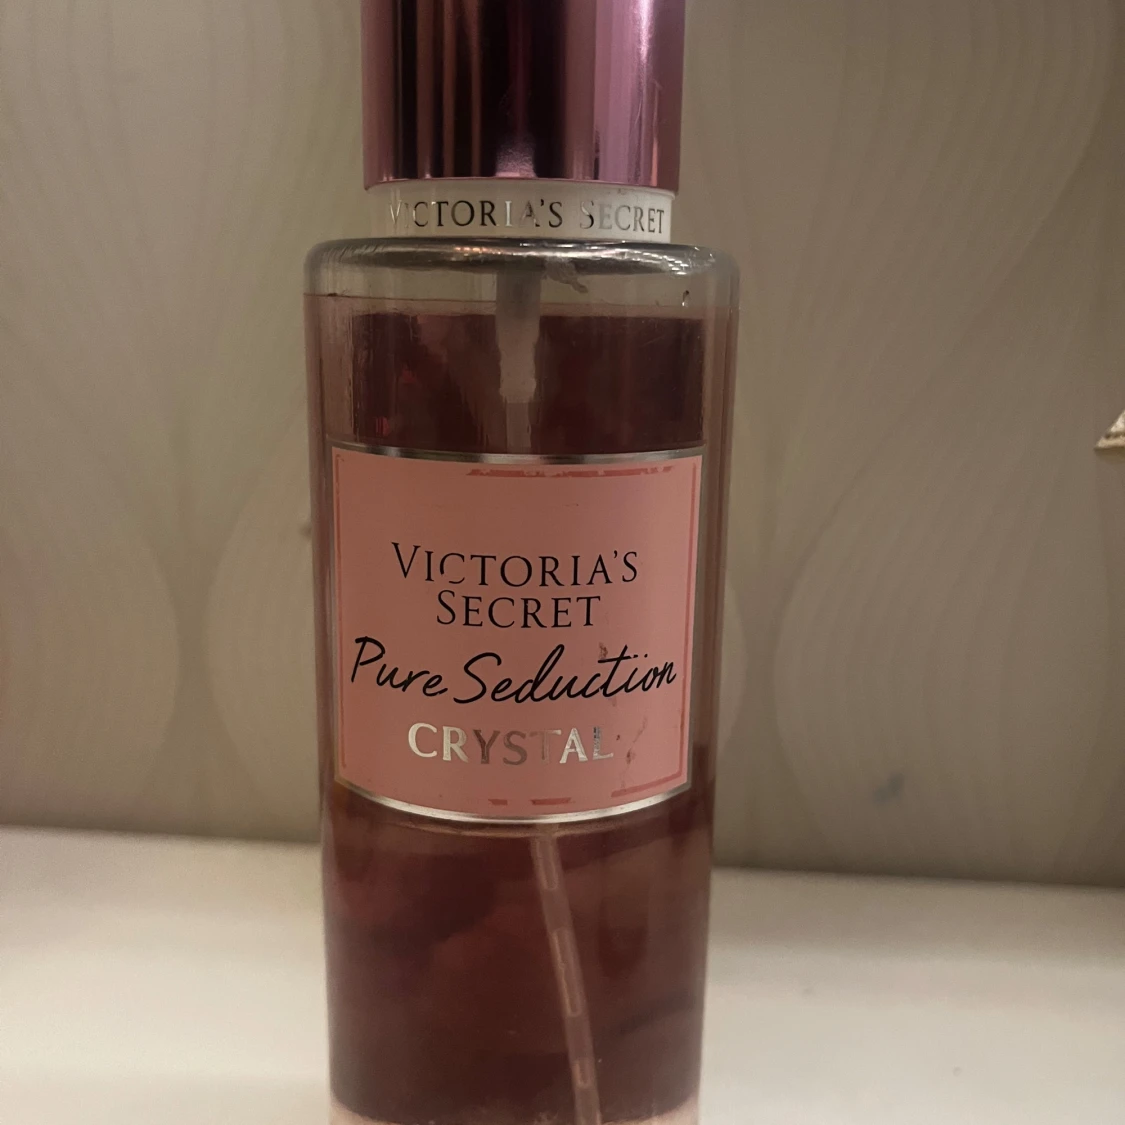 VICTORIA'S SECRET
VICTORIA'S
SECRET
Pure Seduction
CRYSTAL